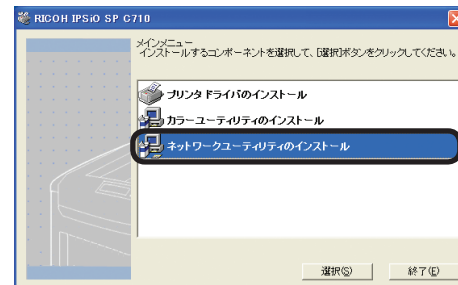 RICOH IPSiO SP C710
メインメニュー
インストールするコンポーネントを選択して、[選択]ボタンをクリックしてください。
プリンタ ドライバのインストール
カラーユーティリティのインストール
ネットワークユーティリティのインストール
選択(S)
終了(E)